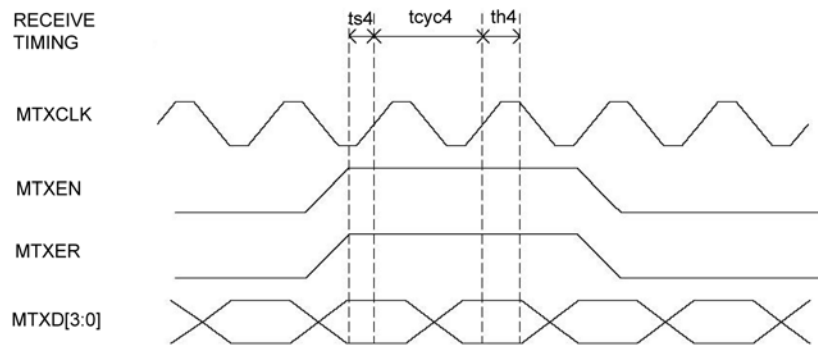 RECEIVE
TIMING
ts4 tcyc4 th4
MTXCLK
MTXEN
MTXER
MTXD[3:0]